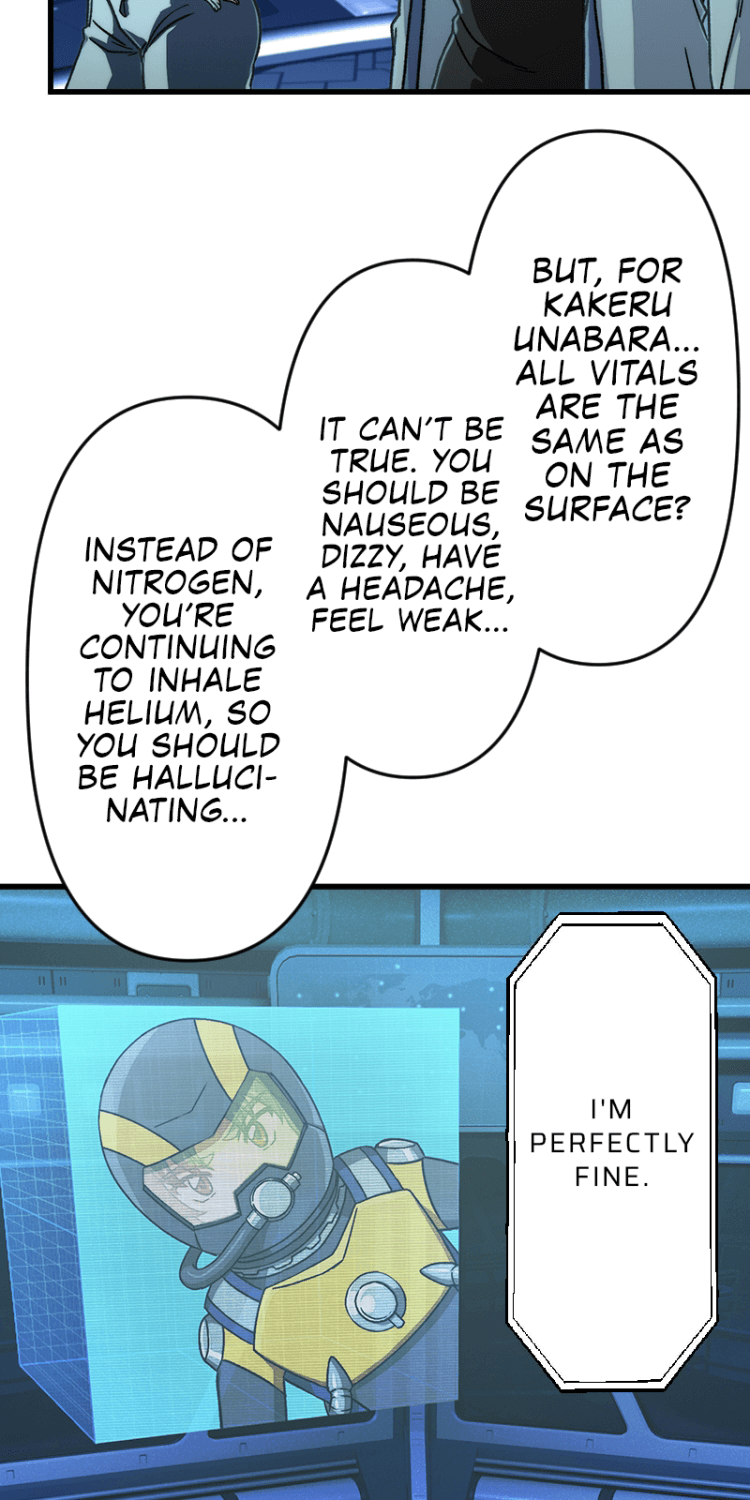 BUT, FOR
KAKERU
UNABARA...
ALL VITALS
ARE THE
SAME AS
ON THE
SURFACE?
IT CAN'T BE
TRUE. YOU
SHOULD BE
NAUSEOUS,
DIZZY, HAVE
A HEADACHE,
FEEL WEAK...
INSTEAD OF
NITROGEN,
YOU'RE
CONTINUING
TO INHALE
HELIUM, SO
YOU SHOULD
BE HALLUCI-
NATING...
I'M
PERFECTLY
FINE.